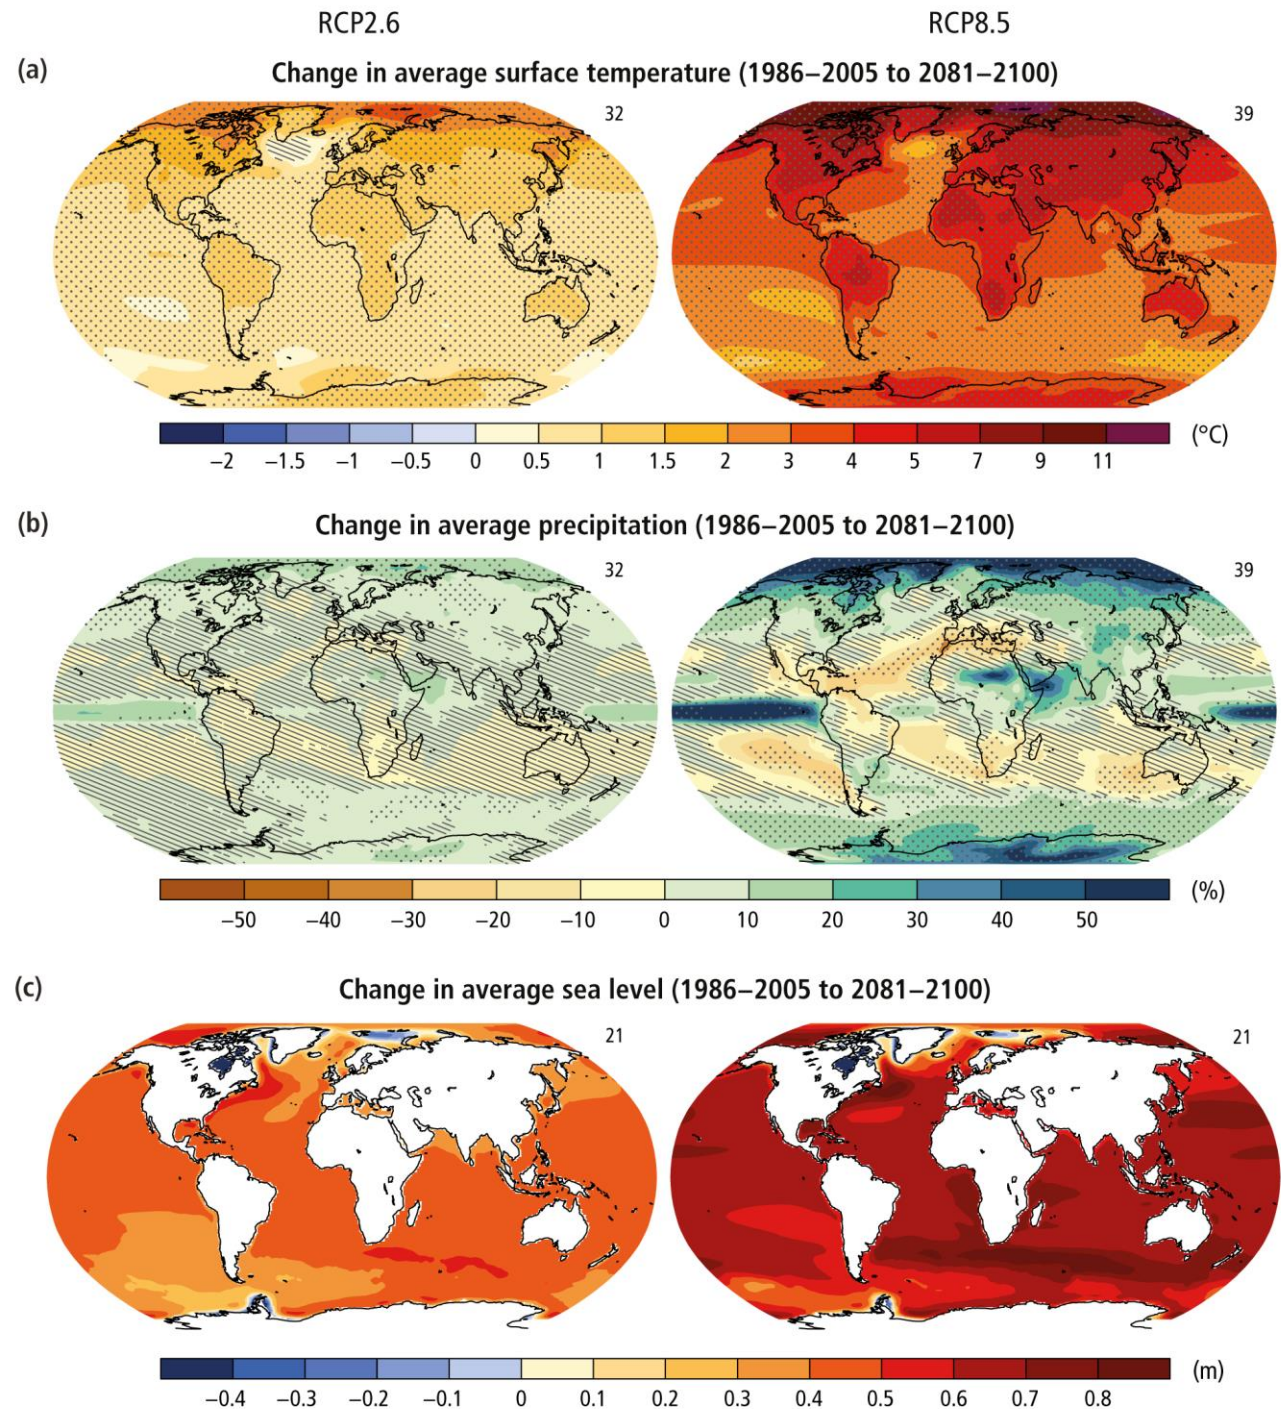 RCP2.6 RCP8.5
(a) Change in average surface temperature (1986–2005 to 2081–2100)
32 39
−2 −1.5 −1 −0.5 0 0.5 1 1.5 2 3 4 5 7 9 11 (°C)
(b) Change in average precipitation (1986–2005 to 2081–2100)
32 39
−50 −40 −30 −20 −10 0 10 20 30 40 50 (%)
(c) Change in average sea level (1986–2005 to 2081–2100)
21 21
−0.4 −0.3 −0.2 −0.1 0 0.1 0.2 0.3 0.4 0.5 0.6 0.7 0.8 (m)